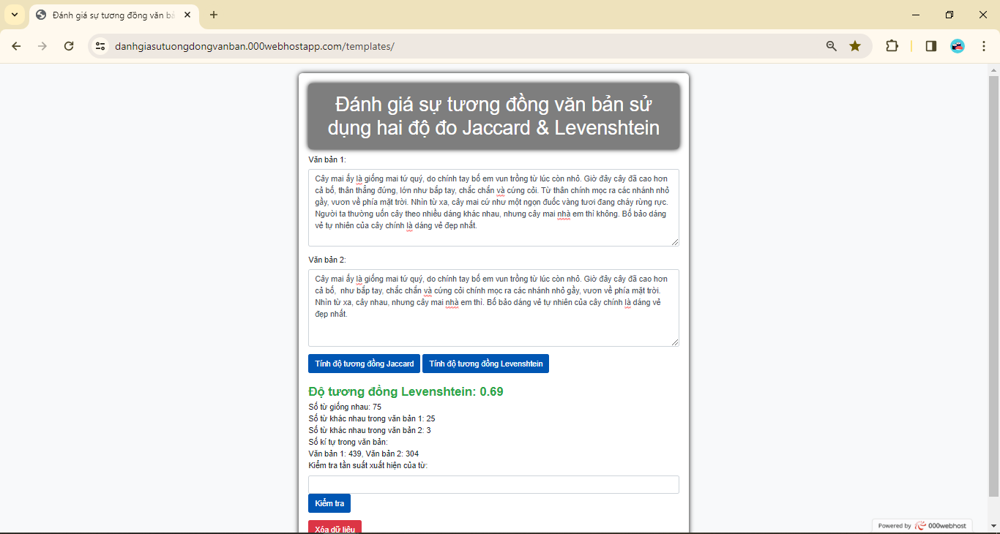 Đánh giá sự tương đồng văn bả
danhgiasutuongdongvanban.000webhostapp.com/templates/
Đánh giá sự tương đồng văn bản sử
dụng hai độ đo Jaccard & Levenshtein
Văn bản 1:
Cây mai ấy là giống mai tứ quý, do chính tay bố em vun trồng từ lúc còn nhỏ. Giờ đây cây đã cao hơn
cả bố, thân thẳng đứng, lớn như bắp tay, chắc chắn và cứng cỏi. Từ thân chính mọc ra các nhánh nhỏ
gầy, vươn về phía mặt trời. Nhìn từ xa, cây mai cứ như một ngọn đuốc vàng tươi đang cháy rừng rực.
Người ta thường uốn cây theo nhiều dáng khác nhau, nhưng cây mai nhà em thì không. Bố bảo dáng
vẻ tự nhiên của cây chính là dáng vẻ đẹp nhất.
Văn bản 2:
Cây mai ấy là giống mai tứ quý, do chính tay bố em vun trồng từ lúc còn nhỏ. Giờ đây cây đã cao hơn
cả bố,  như bắp tay, chắc chắn và cứng cỏi chính mọc ra các nhánh nhỏ gầy, vươn về phía mặt trời.
Nhìn từ xa, cây nhau, nhưng cây mai nhà em thì. Bố bảo dáng vẻ tự nhiên của cây chính là dáng vẻ
đẹp nhất.
Tính độ tương đồng Jaccard Tính độ tương đồng Levenshtein
Độ tương đồng Levenshtein: 0.69
Số từ giống nhau: 75
Số từ khác nhau trong văn bản 1: 25
Số từ khác nhau trong văn bản 2: 3
Số kí tự trong văn bản:
Văn bản 1: 439, Văn bản 2: 304
Kiểm tra tần suất xuất hiện của từ:
Kiểm tra
Xóa dữ liệu
Powered by 000webhost